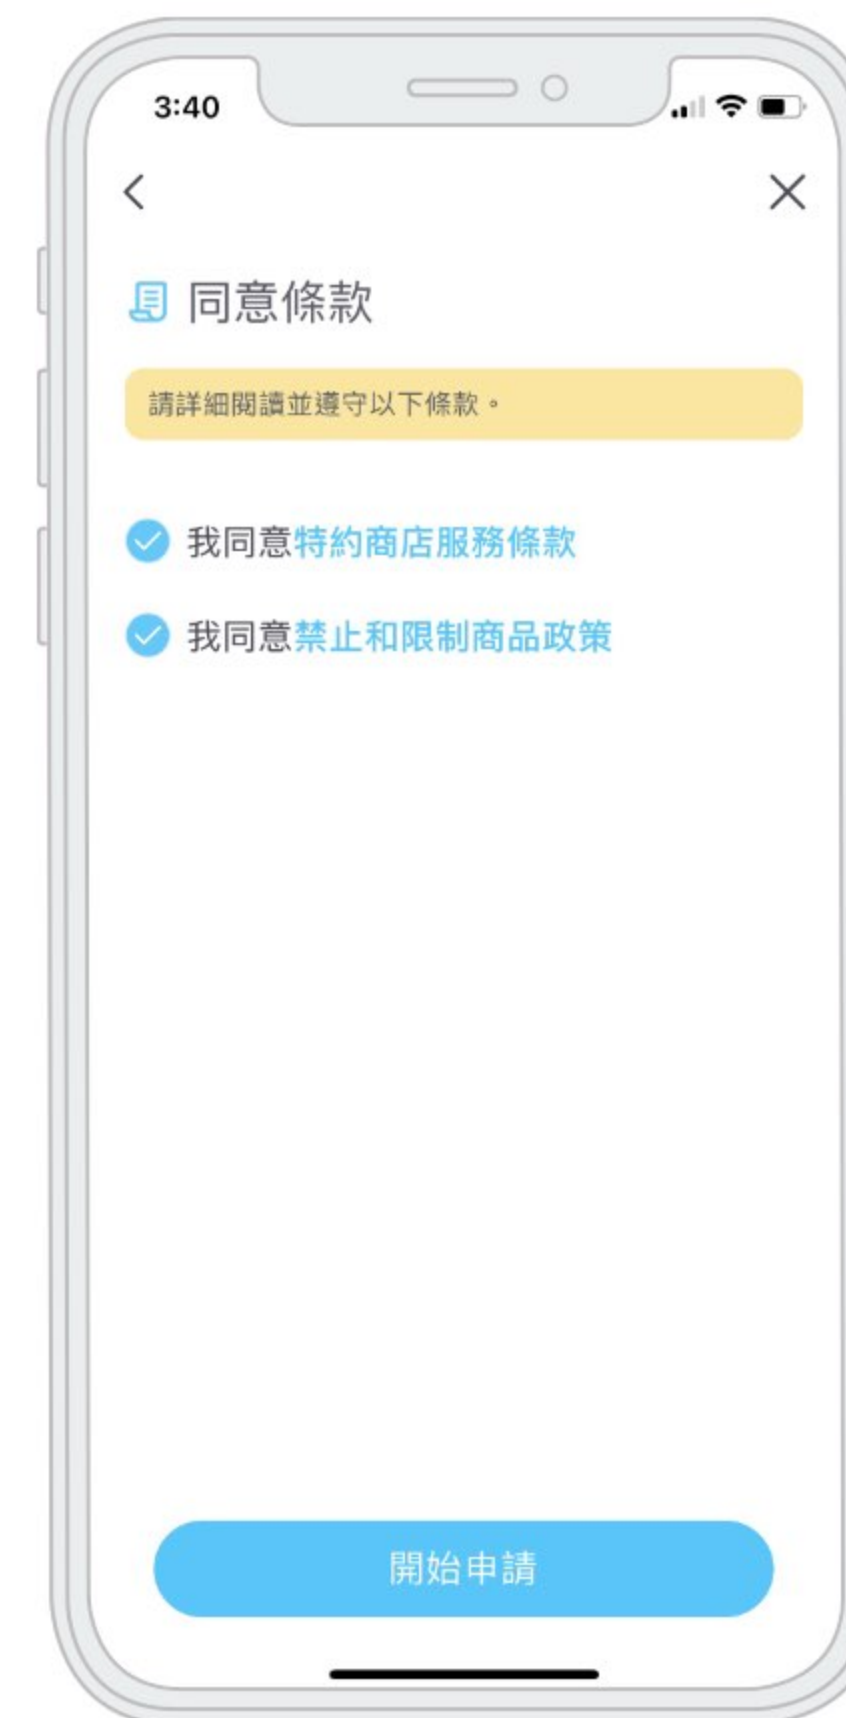 3:40
同意條款
請詳細閱讀並遵守以下條款。
我同意特約商店服務條款
我同意禁止和限制商品政策
開始申請